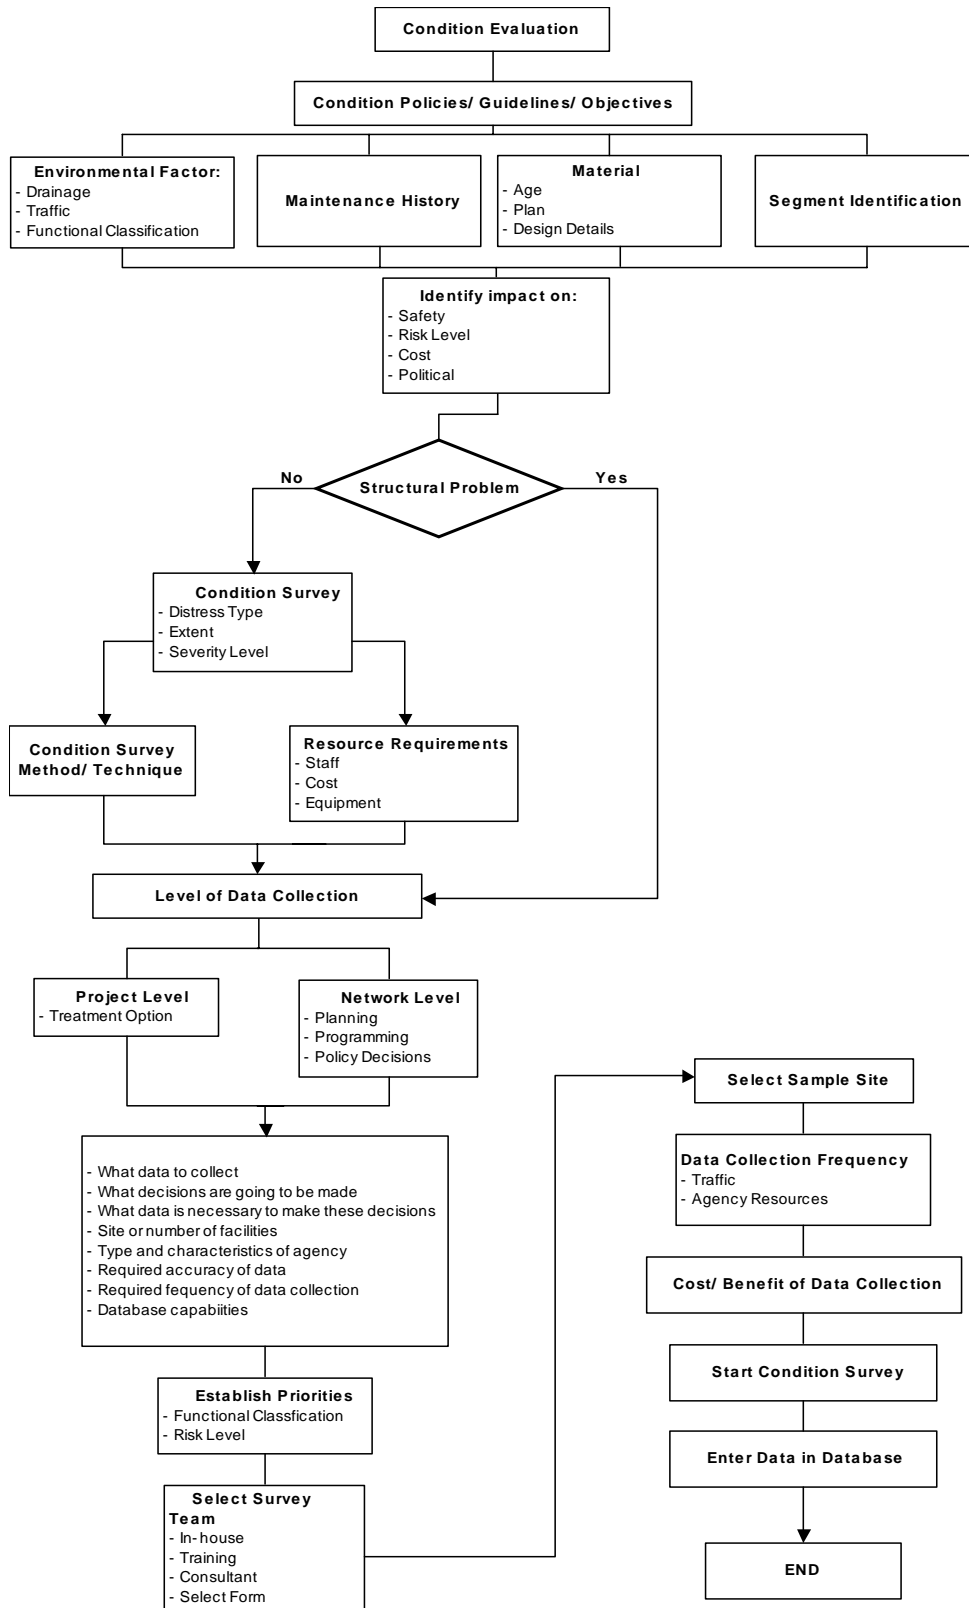 Condition Evaluation
Condition Policies/ Guidelines/ Objectives
Environmental Factor:
- Drainage
- Traffic
- Functional Classification
Maintenance History
Material
- Age
- Plan
- Design Details
Segment Identification
Identify impact on:
- Safety
- Risk Level
- Cost
- Political
Structural Problem
No
Yes
Condition Survey
- Distress Type
- Extent
- Severity Level
Condition Survey
Method/ Technique
Resource Requirements
- Staff
- Cost
- Equipment
Level of Data Collection
Project Level
- Treatment Option
Network Level
- Planning
- Programming
- Policy Decisions
- What data to collect
- What decisions are going to be made
- What data is necessary to make these decisions
- Site or number of facilities
- Type and characteristics of agency
- Required accuracy of data
- Required fequency of data collection
- Database capabiities
Establish Priorities
- Functional Classfication
- Risk Level
Select Survey
Team
- In-house
- Training
- Consultant
- Select Form
Select Sample Site
Data Collection Frequency
- Traffic
- Agency Resources
Cost/ Benefit of Data Collection
Start Condition Survey
Enter Data in Database
END